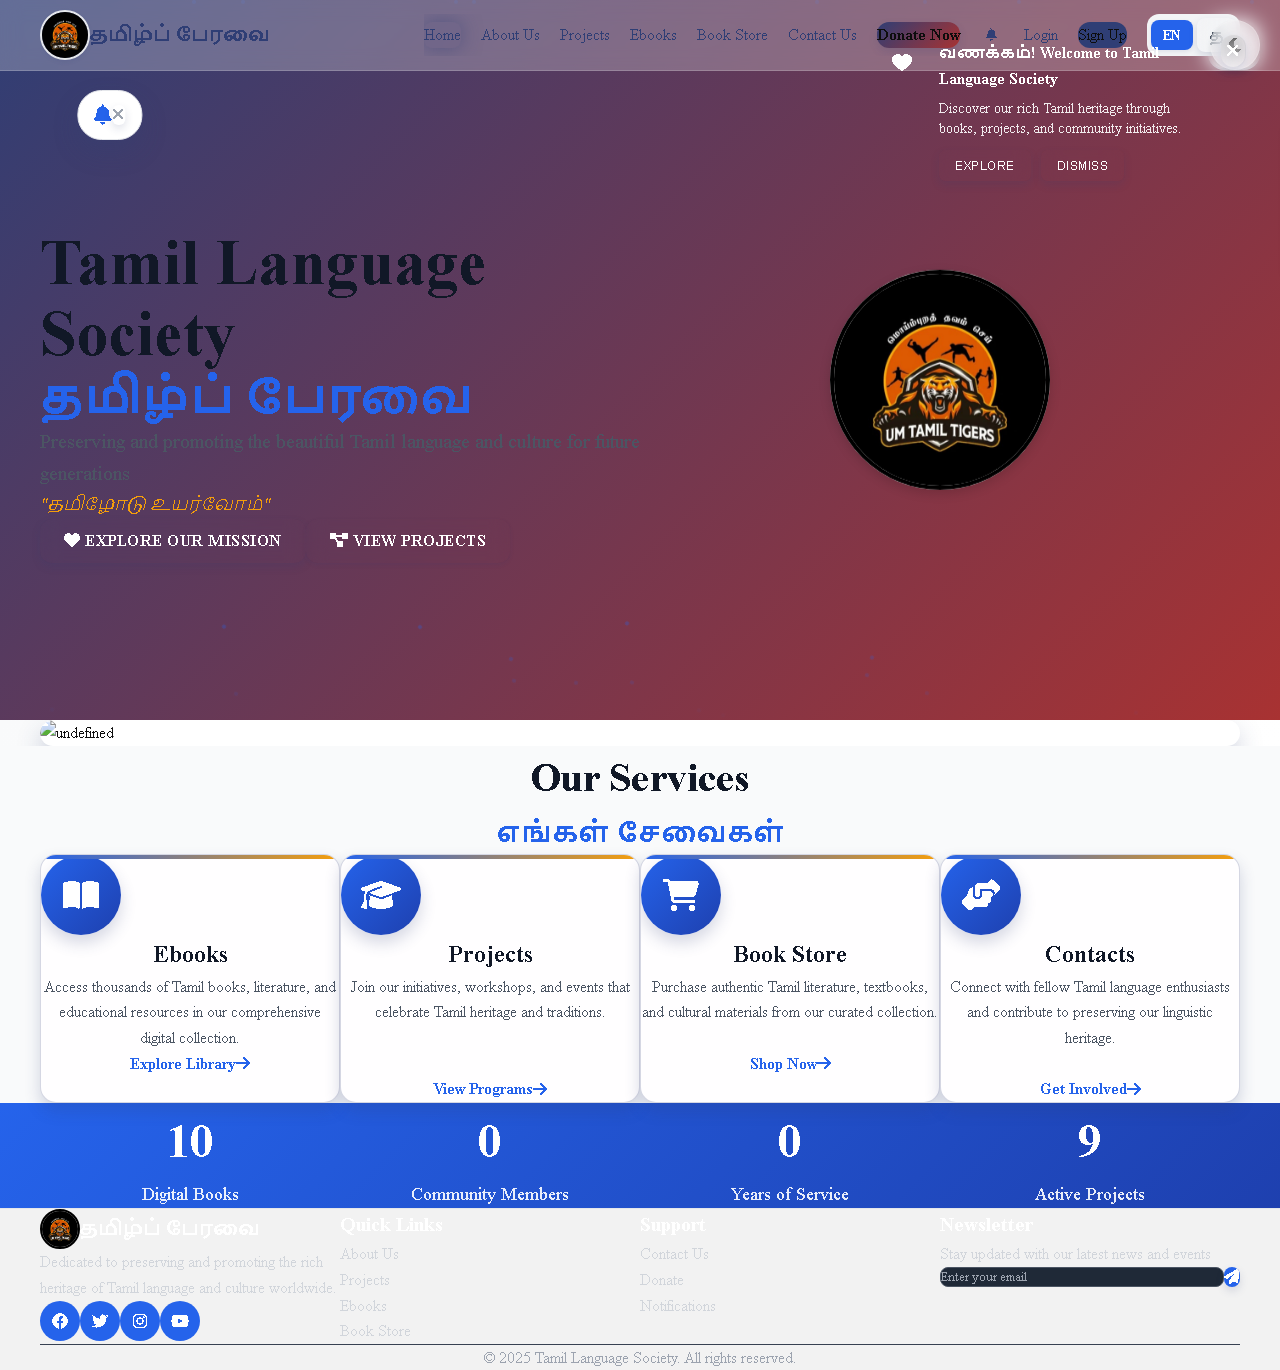 தமிழ்ப் பேரவை
Home About Us Projects Ebooks Book Store Contact Us Donate Now Login Sign Up EN
வணக்கம்! Welcome to Tamil
Language Society
Discover our rich Tamil heritage through
books, projects, and community initiatives.
EXPLORE DISMISS
Tamil Language
Society
தமிழ்ப் பேரவை
Preserving and promoting the beautiful Tamil language and culture for future
generations
"தமிழோடு உயர்வோம்"
EXPLORE OUR MISSION VIEW PROJECTS
மொய்ம்புறத் தவம் செய்
UM TAMIL TIGERS
undefined
Our Services
எங்கள் சேவைகள்
Ebooks
Access thousands of Tamil books, literature, and
educational resources in our comprehensive
digital collection.
Explore Library
Projects
Join our initiatives, workshops, and events that
celebrate Tamil heritage and traditions.
View Programs
Book Store
Purchase authentic Tamil literature, textbooks,
and cultural materials from our curated collection.
Shop Now
Contacts
Connect with fellow Tamil language enthusiasts
and contribute to preserving our linguistic
heritage.
Get Involved
10 0 0 9
Digital Books Community Members Years of Service Active Projects
தமிழ்ப் பேரவை
Dedicated to preserving and promoting the rich
heritage of Tamil language and culture worldwide.
Quick Links
About Us
Projects
Ebooks
Book Store
Support
Contact Us
Donate
Notifications
Newsletter
Stay updated with our latest news and events
Enter your email
© 2025 Tamil Language Society. All rights reserved.